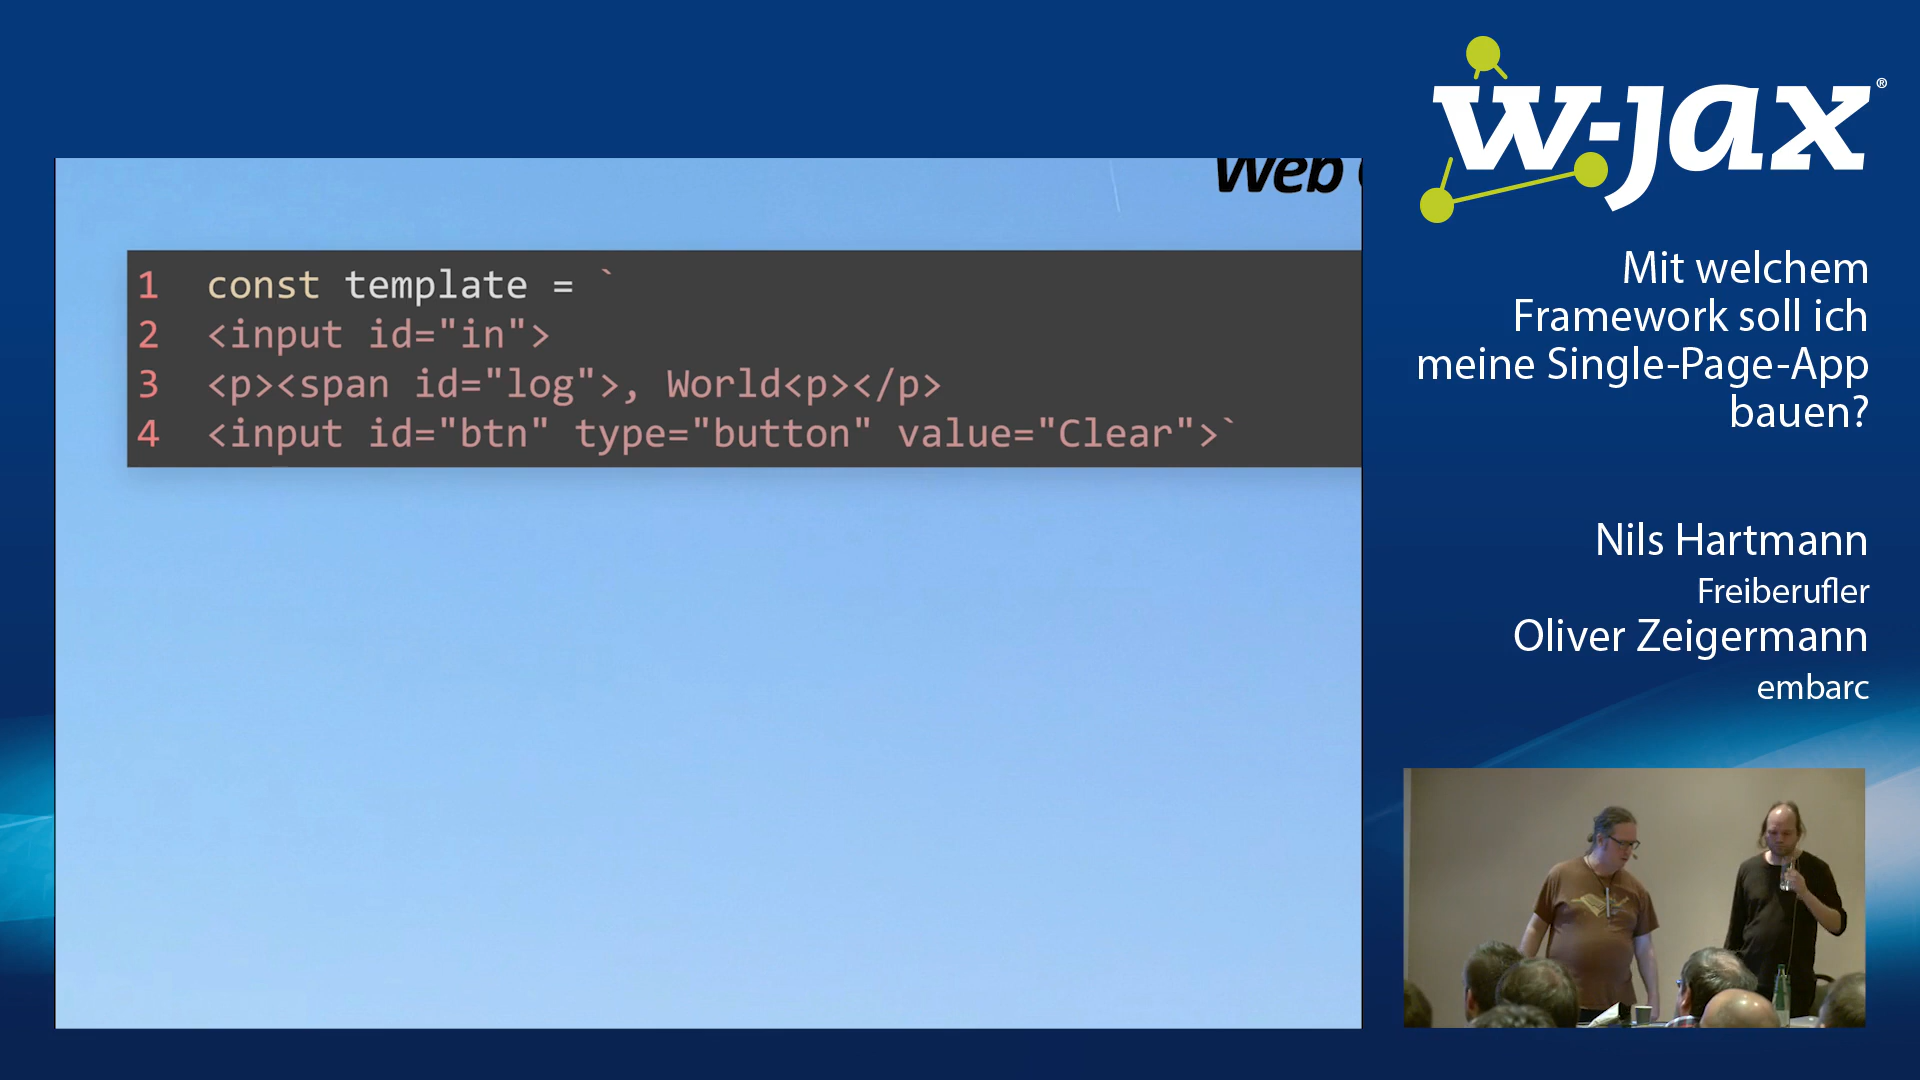 Web
1 const template = `
2 <input id="in">
3 <p><span id="log">, World<p></p>
4 <input id="btn" type="button" value="Clear">`
w-jax®
Mit welchem
Framework soll ich
meine Single-Page-App
bauen?
Nils Hartmann
Freiberufler
Oliver Zeigermann
embarc